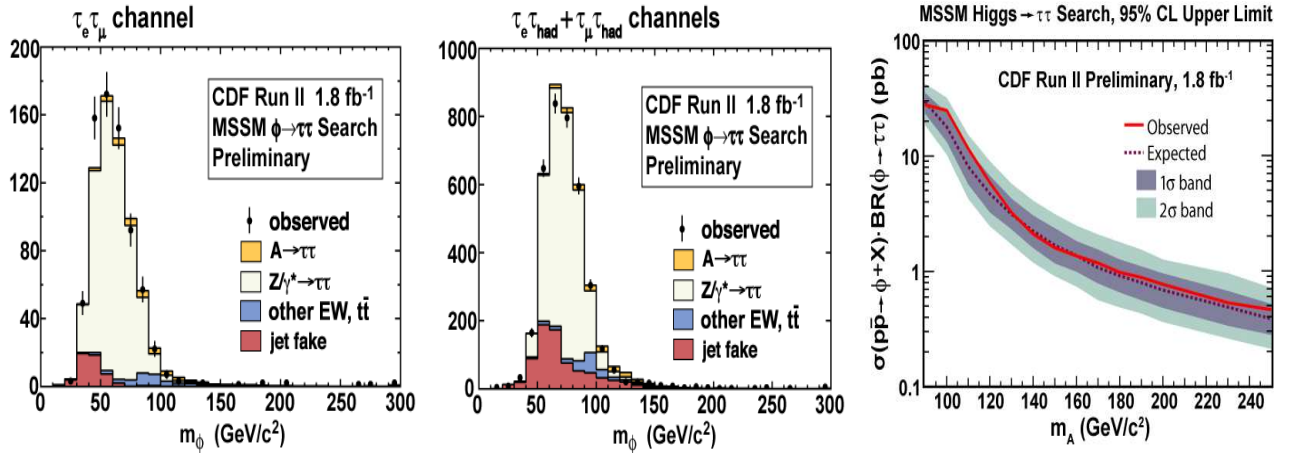 τeτμ channel
200
160
120
80
40
0
CDF Run II 1.8 fb-1
MSSM ϕ→ττ Search
Preliminary
observed
A→ττ
Z/γ*→ττ
other EW, tt̄
jet fake
0 50 100 150 200 250 300
mϕ (GeV/c2)
τeτhad+τμτhad channels
1000
800
600
400
200
0
CDF Run II 1.8 fb-1
MSSM ϕ→ττ Search
Preliminary
observed
A→ττ
Z/γ*→ττ
other EW, tt̄
jet fake
0 50 100 150 200 250 300
mϕ (GeV/c2)
MSSM Higgs→ττ Search, 95% CL Upper Limit
σ(pp̄→ϕ+X)·BR(ϕ→ττ) (pb)
100
10
1
0.1
CDF Run II Preliminary, 1.8 fb-1
Observed
Expected
1σ band
2σ band
100 120 140 160 180 200 220 240
mA (GeV/c2)